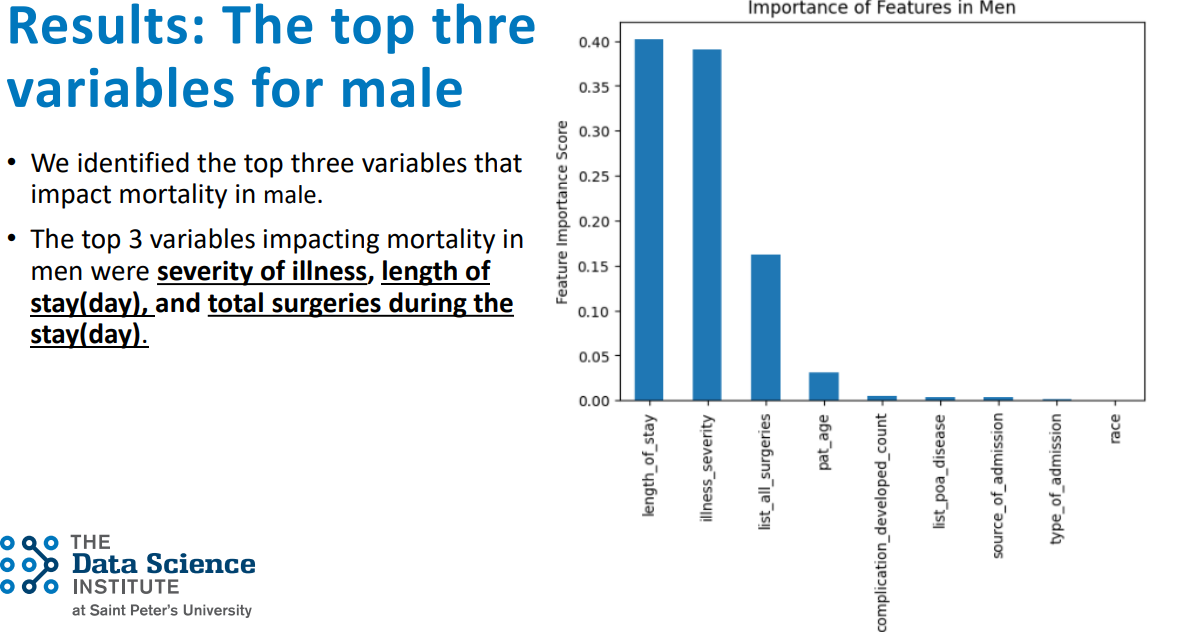 Results: The top thre
variables for male
• We identified the top three variables that
impact mortality in male.
• The top 3 variables impacting mortality in
men were severity of illness, length of
stay(day), and total surgeries during the
stay(day).
THE
Data Science
INSTITUTE
at Saint Peter's University
Importance of Features in Men
Feature Importance Score
0.40
0.35
0.30
0.25
0.20
0.15
0.10
0.05
0.00
length_of_stay
illness_severity
list_all_surgeries
pat_age
complication_developed_count
list_poa_disease
source_of_admission
type_of_admission
race